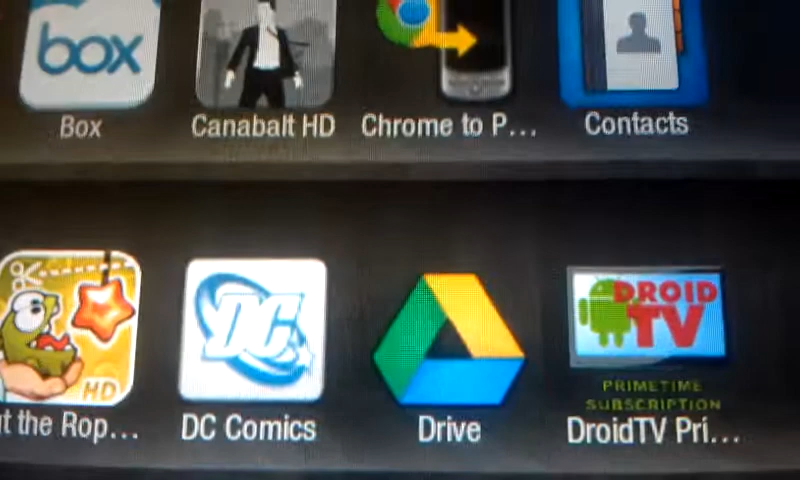 box
Box
Canabalt HD
Chrome to P...
Contacts
HD
t the Rop...
DC
DC Comics
Drive
DROID
TV
PRIMETIME
SUBSCRIPTION
DroidTV Pri...